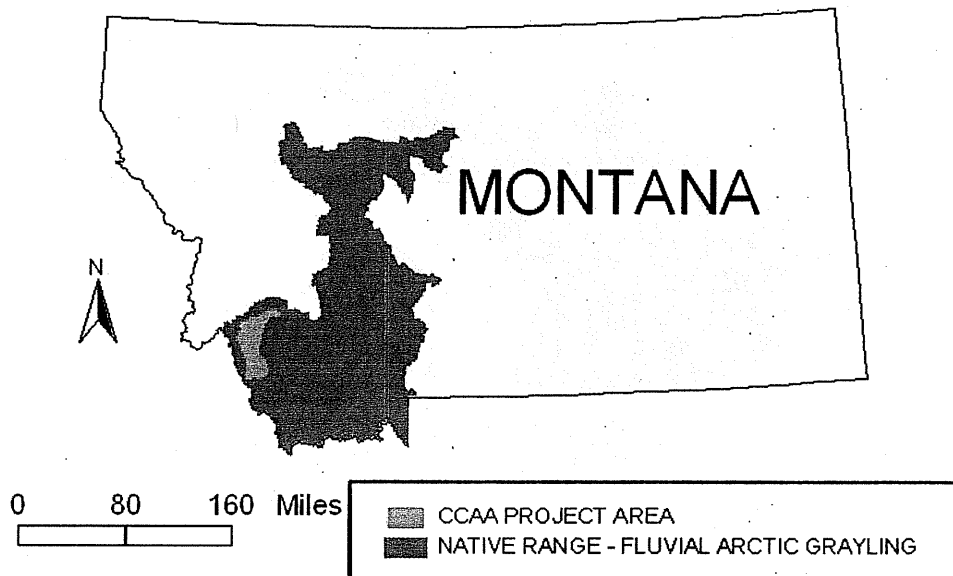 MONTANA
N
0 80 160 Miles
CCAA PROJECT AREA
NATIVE RANGE - FLUVIAL ARCTIC GRAYLING